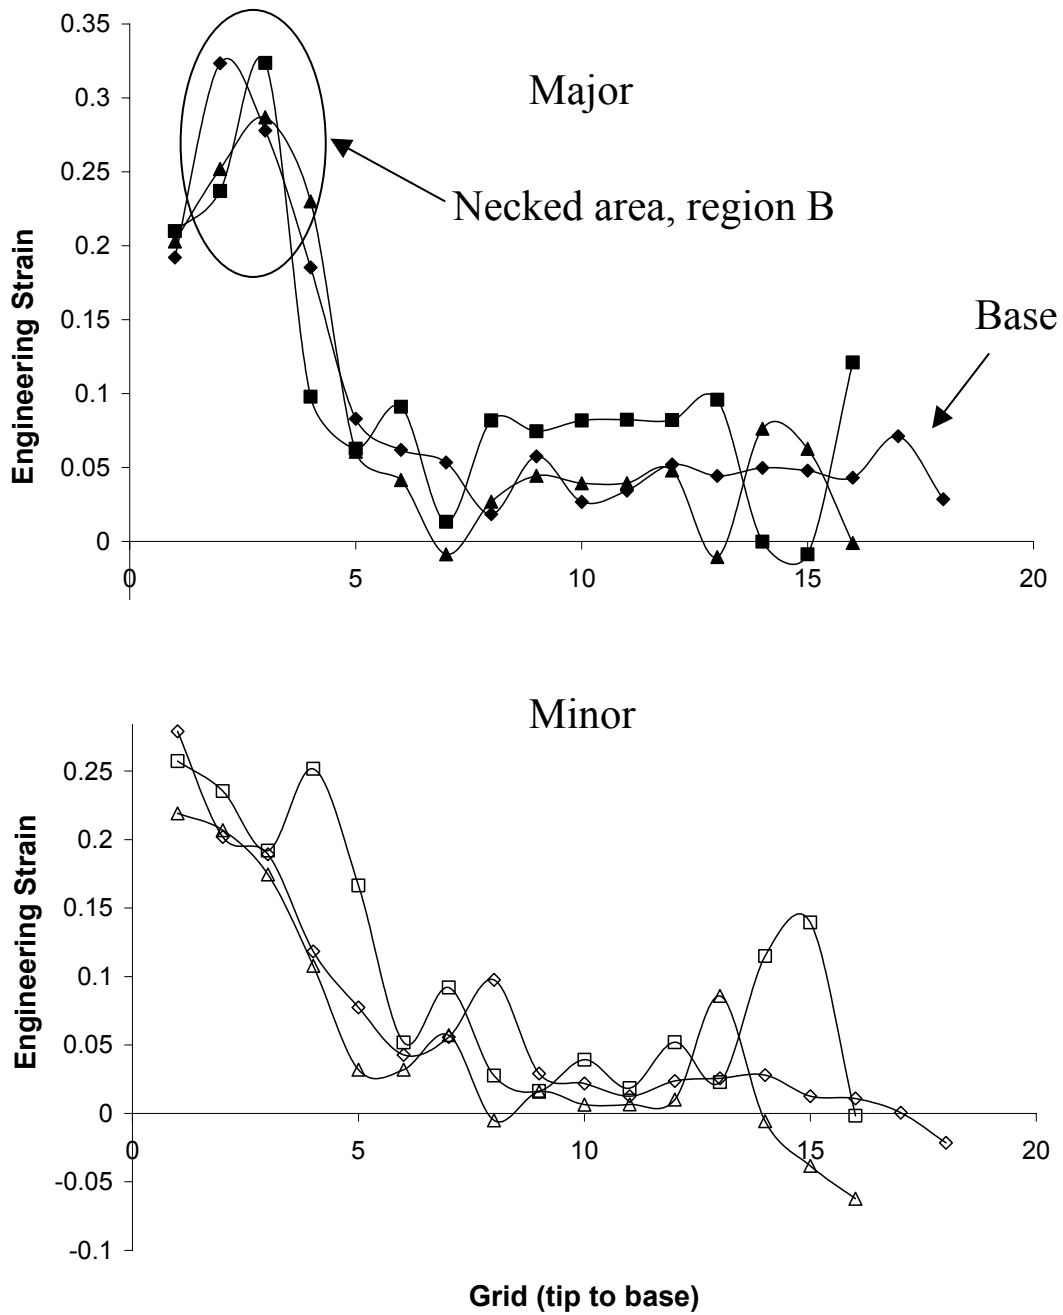 0.35
Major
0.3
0.25
Necked area, region B
0.2
Engineering Strain
Base
0.15
0.1
0.05
0
0 5 10 15 20
Minor
0.25
0.2
0.15
Engineering Strain
0.1
0.05
0
0 5 10 15 20
-0.05
-0.1
Grid (tip to base)